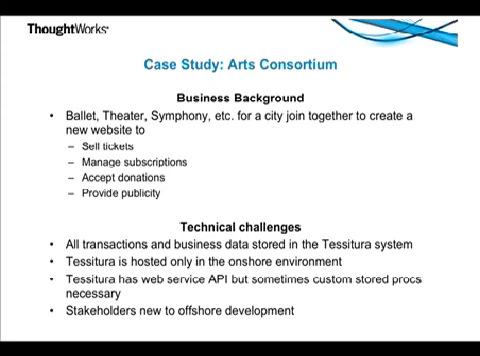 ThoughtWorks
Case Study: Arts Consortium
Business Background
• Ballet, Theater, Symphony, etc. for a city join together to create a
new website to
– Sell tickets
– Manage subscriptions
– Accept donations
– Provide publicity
Technical challenges
• All transactions and business data stored in the Tessitura system
• Tessitura is hosted only in the onshore environment
• Tessitura has web service API but sometimes custom stored procs
necessary
• Stakeholders new to offshore development